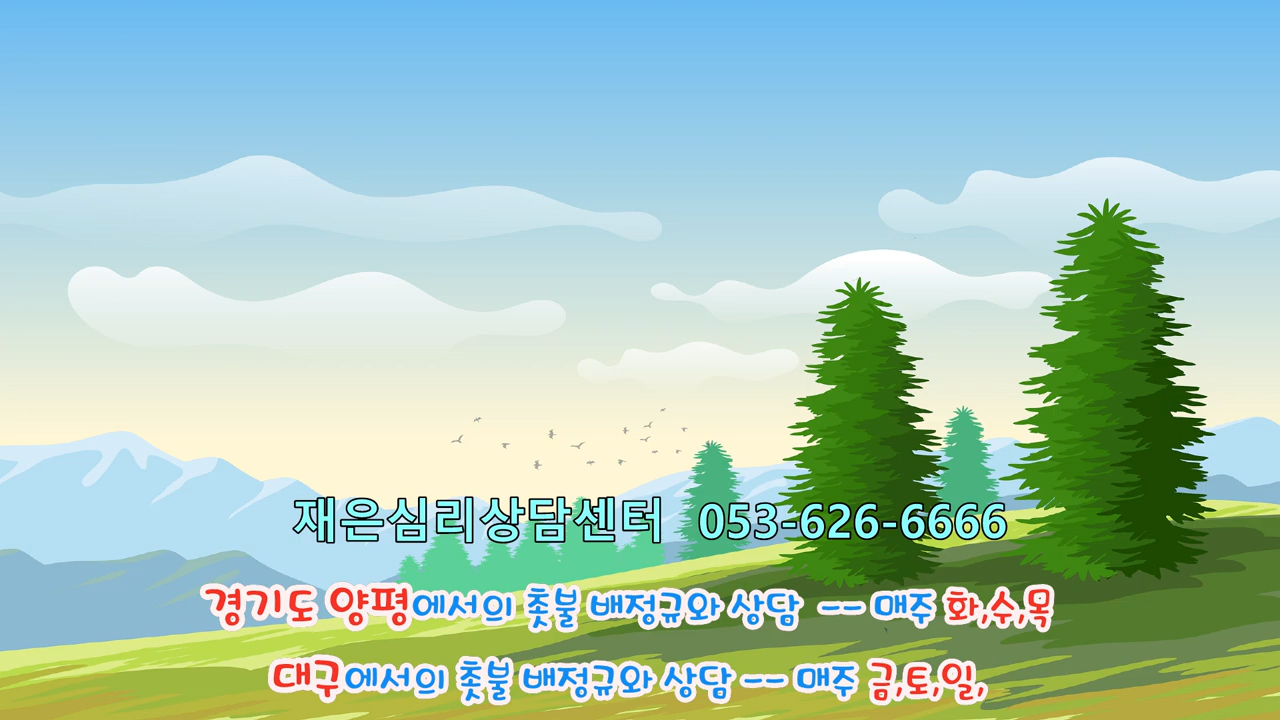 재은심리상담센터 053-626-6666
경기도 양평에서의 촛불 배정규와 상담 -- 매주 화,수,목
대구에서의 촛불 배정규와 상담 -- 매주 금,토,일,